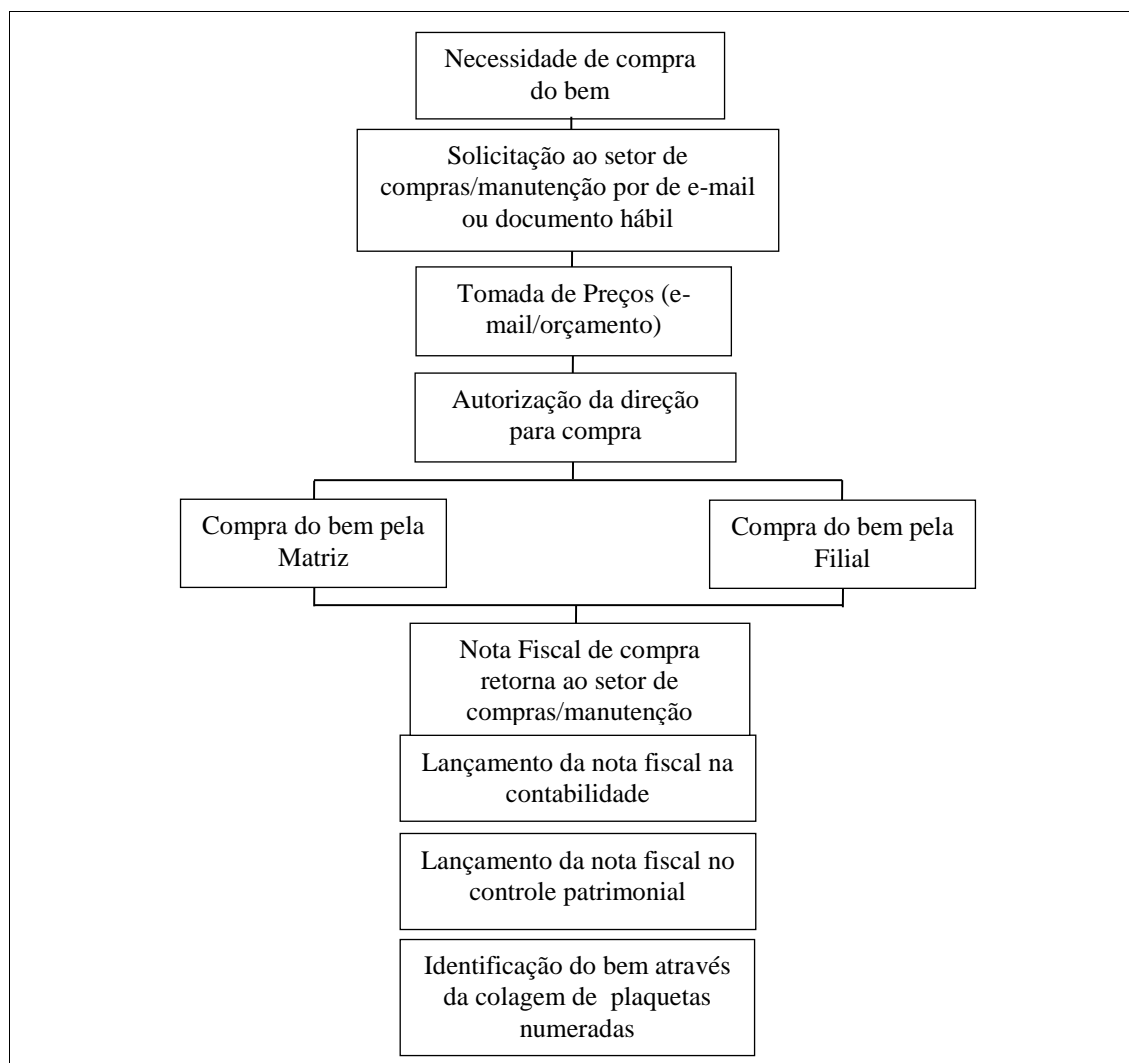 Necessidade de compra
do bem
Solicitação ao setor de
compras/manutenção por de e-mail
ou documento hábil
Tomada de Preços (e-
mail/orçamento)
Autorização da direção
para compra
Compra do bem pela
Matriz
Compra do bem pela
Filial
Nota Fiscal de compra
retorna ao setor de
compras/manutenção
Lançamento da nota fiscal na
contabilidade
Lançamento da nota fiscal no
controle patrimonial
Identificação do bem através
da colagem de plaquetas
numeradas